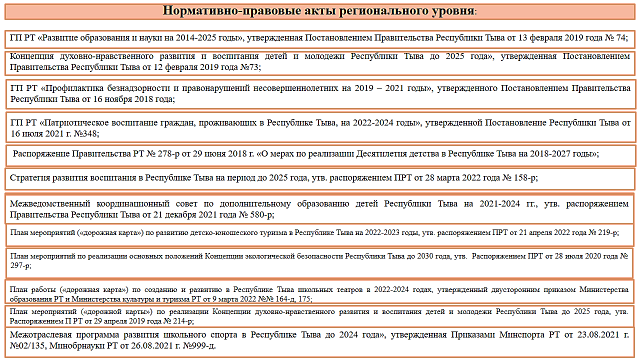 Нормативно-правовые акты регионального уровня:
ГП РТ «Развитие образования и науки на 2014-2025 годы», утвержденная Постановлением Правительства Республики Тыва от 13 февраля 2019 года № 74;
Концепция духовно-нравственного развития и воспитания детей и молодежи Республики Тыва до 2025 года», утвержденная Постановлением
Правительства Республики Тыва от 12 февраля 2019 года №73;
ГП РТ «Профилактика безнадзорности и правонарушений несовершеннолетних на 2019 – 2021 годы», утвержденного Постановлением Правительства
Республики Тыва от 16 ноября 2018 года;
ГП РТ «Патриотическое воспитание граждан, проживающих в Республике Тыва, на 2022-2024 годы», утвержденной Постановление Республики Тыва от
16 июля 2021 г. №348;
Распоряжение Правительства РТ № 278-р от 29 июня 2018 г. «О мерах по реализации Десятилетия детства в Республике Тыва на 2018-2027 годы»;
Стратегия развития воспитания в Республике Тыва на период до 2025 года, утв. распоряжением ПРТ от 28 марта 2022 года № 158-р;
Межведомственный координационный совет по дополнительному образованию детей Республики Тыва на 2021-2024 гг., утв. распоряжением
Правительства Республики Тыва от 21 декабря 2021 года № 580-р;
План мероприятий («дорожная карта») по развитию детско-юношеского туризма в Республике Тыва на 2022-2023 годы, утв. распоряжением ПРТ от 21 апреля 2022 года № 219-р;
План мероприятий по реализации основных положений Концепции экологической безопасности Республики Тыва до 2030 года, утв. Распоряжением ПРТ от 28 июля 2020 года №
297-р;
План работы («дорожная карта») по созданию и развитию в Республике Тыва школьных театров в 2022-2024 годах, утвержденный двусторонним приказом Министерства
образования РТ и Министерства культуры и туризма РТ от 9 марта 2022 №№ 164-д, 175;
План мероприятий («дорожной карты») по реализации Концепции духовно-нравственного развития и воспитания детей и молодежи Республики Тыва до 2025 года, утв.
Распоряжением П РТ от 29 апреля 2019 года № 214-р;
Межотраслевая программа развития школьного спорта в Республике Тыва до 2024 года», утвержденная Приказами Минспорта РТ от 23.08.2021 г.
№02/135, Минобрнауки РТ от 26.08.2021 г. №999-д.